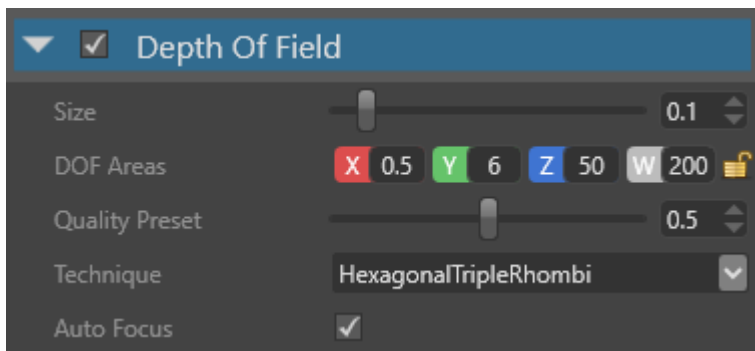 Depth Of Field
Size 0.1
DOF Areas X 0.5 Y 6 Z 50 W 200
Quality Preset 0.5
Technique HexagonalTripleRhombi
Auto Focus